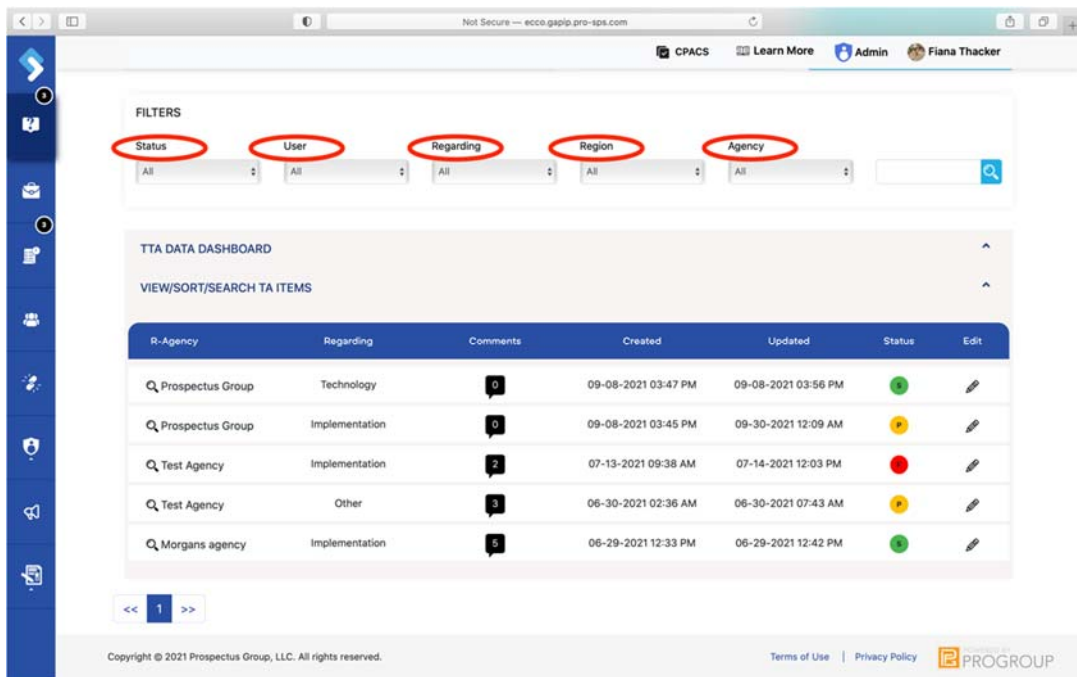 Not Secure — ecco.gapip.pro-sps.com
CPACS Learn More Admin Fiana Thacker
3
FILTERS
Status User Regarding Region Agency
All All All All All
3
TTA DATA DASHBOARD
VIEW/SORT/SEARCH TA ITEMS
R-Agency Regarding Comments Created Updated Status Edit
Prospectus Group Technology 0 09-08-2021 03:47 PM 09-08-2021 03:56 PM S
Prospectus Group Implementation 0 09-08-2021 03:45 PM 09-30-2021 12:09 AM P
Test Agency Implementation 2 07-13-2021 09:38 AM 07-14-2021 12:03 PM
Test Agency Other 3 06-30-2021 02:36 AM 06-30-2021 07:43 AM P
Morgans agency Implementation 5 06-29-2021 12:33 PM 06-29-2021 12:42 PM S
<< 1 >>
Copyright © 2021 Prospectus Group, LLC. All rights reserved. Terms of Use | Privacy Policy POWERED BY
PROGROUP